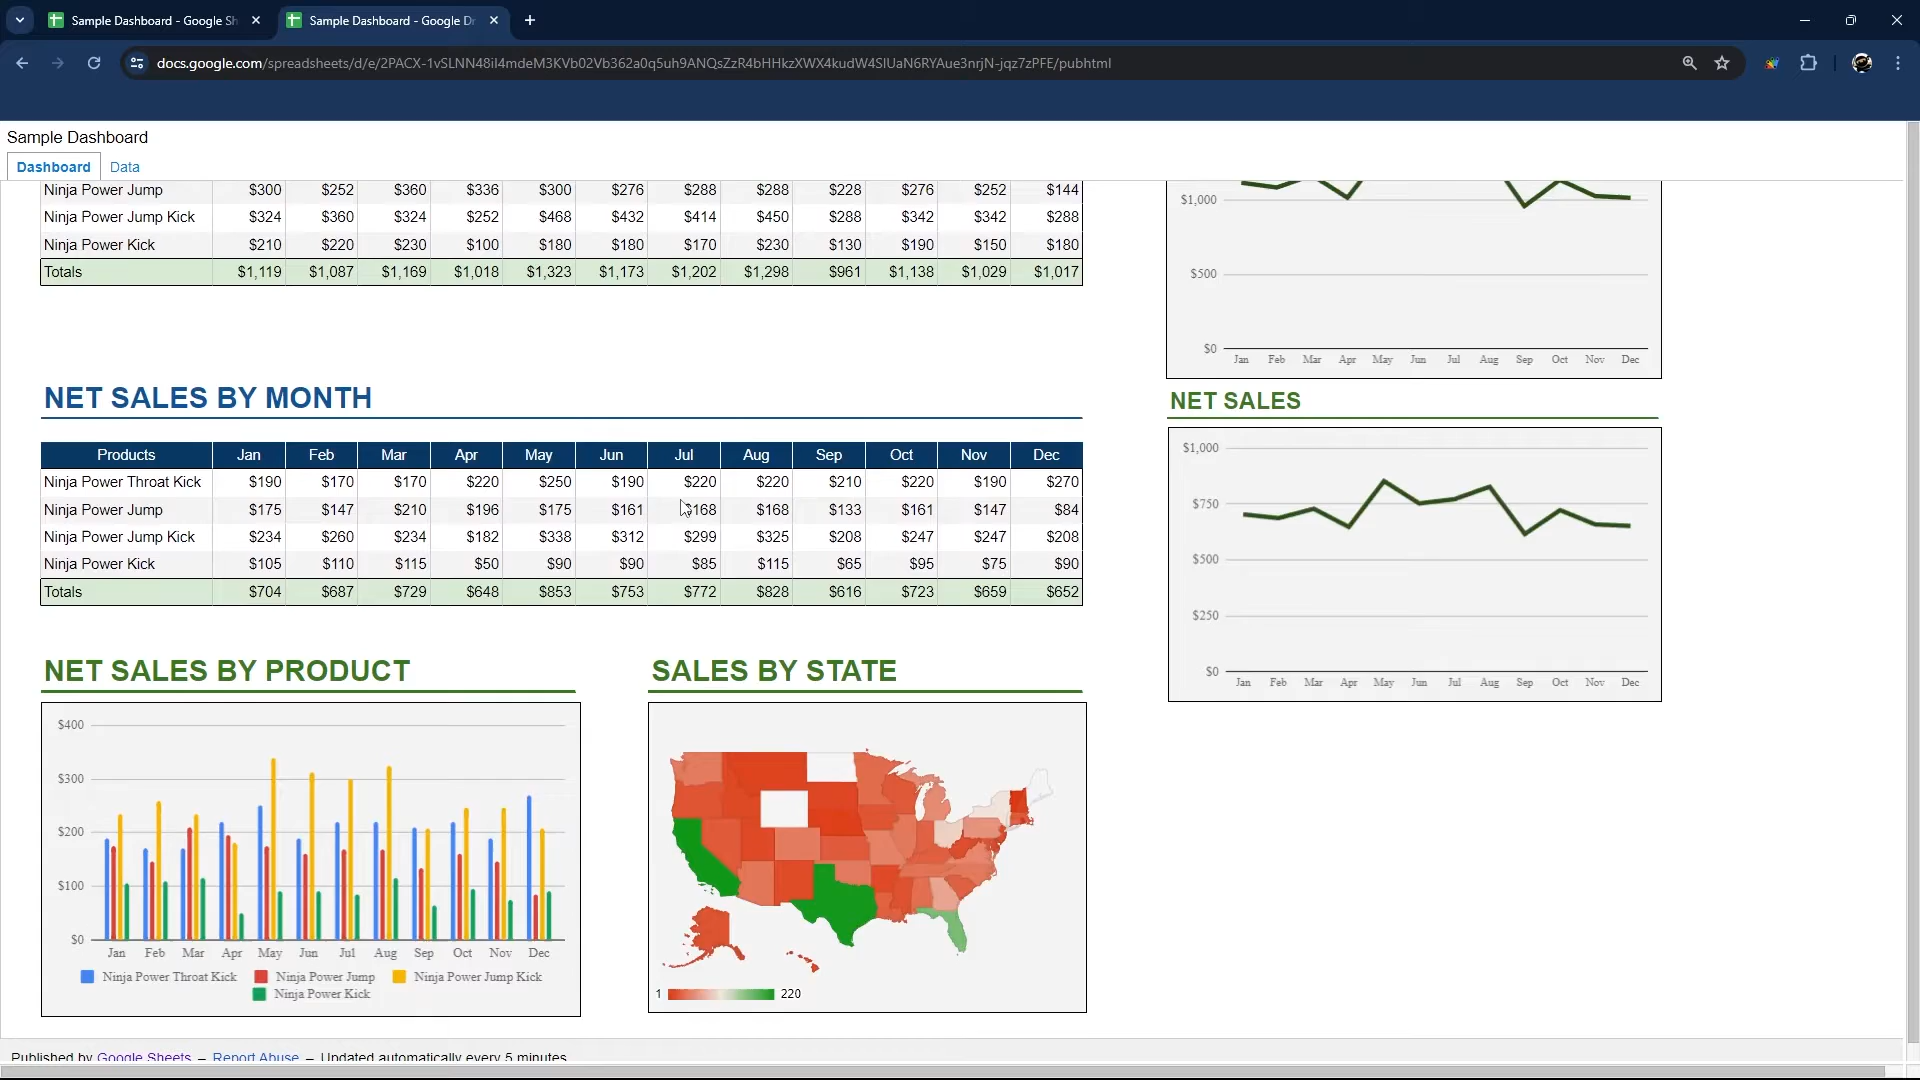 Sample Dashboard - Google Sh
Sample Dashboard - Google Dr
docs.google.com/spreadsheets/d/e/2PACX-1vSLNN48iI4mdeM3KVb02Vb362a0q5uh9ANQsZzR4bHHkzXWX4kudW4SIUaN6RYAue3nrjN-jqz7zPFE/pubhtml
Sample Dashboard
Dashboard Data
Ninja Power Jump $300 $252 $360 $336 $300 $276 $288 $288 $228 $276 $252 $144
Ninja Power Jump Kick $324 $360 $324 $252 $468 $432 $414 $450 $288 $342 $342 $288
Ninja Power Kick $210 $220 $230 $100 $180 $180 $170 $230 $130 $190 $150 $180
Totals $1,119 $1,087 $1,169 $1,018 $1,323 $1,173 $1,202 $1,298 $961 $1,138 $1,029 $1,017
$1,000
$500
$0
Jan Feb Mar Apr May Jun Jul Aug Sep Oct Nov Dec
NET SALES BY MONTH
Products Jan Feb Mar Apr May Jun Jul Aug Sep Oct Nov Dec
Ninja Power Throat Kick $190 $170 $170 $220 $250 $190 $220 $220 $210 $220 $190 $270
Ninja Power Jump $175 $147 $210 $196 $175 $161 $168 $168 $133 $161 $147 $84
Ninja Power Jump Kick $234 $260 $234 $182 $338 $312 $299 $325 $208 $247 $247 $208
Ninja Power Kick $105 $110 $115 $50 $90 $90 $85 $115 $65 $95 $75 $90
Totals $704 $687 $729 $648 $853 $753 $772 $828 $616 $723 $659 $652
NET SALES
$1,000
$750
$500
$250
$0
Jan Feb Mar Apr May Jun Jul Aug Sep Oct Nov Dec
NET SALES BY PRODUCT
$400
$300
$200
$100
$0
Jan Feb Mar Apr May Jun Jul Aug Sep Oct Nov Dec
Ninja Power Throat Kick Ninja Power Jump Ninja Power Jump Kick
Ninja Power Kick
SALES BY STATE
1 220
Published by Google Sheets – Report Abuse – Updated automatically every 5 minutes